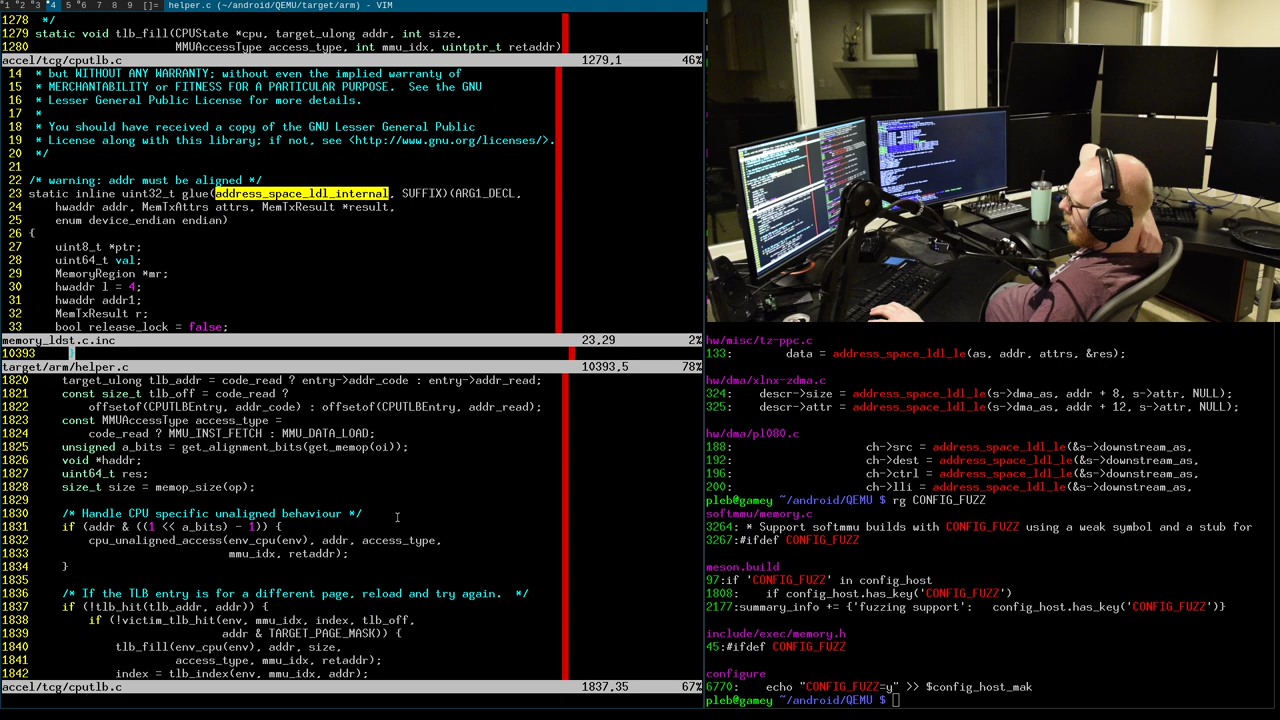 1 2 3 4 5 6 7 8 9 []= helper.c (~/android/QEMU/target/arm) - VIM
1278 */
1279 static void tlb_fill(CPUState *cpu, target_ulong addr, int size,
1280 MMUAccessType access_type, int mmu_idx, uintptr_t retaddr)
accel/tcg/cputlb.c 1279,1 46%
14 * but WITHOUT ANY WARRANTY; without even the implied warranty of
15 * MERCHANTABILITY or FITNESS FOR A PARTICULAR PURPOSE. See the GNU
16 * Lesser General Public License for more details.
17 *
18 * You should have received a copy of the GNU Lesser General Public
19 * License along with this library; if not, see <http://www.gnu.org/licenses/>.
20 */
21
22 /* warning: addr must be aligned */
23 static inline uint32_t glue(address_space_ldl_internal, SUFFIX)(ARG1_DECL,
24 hwaddr addr, MemTxAttrs attrs, MemTxResult *result,
25 enum device_endian endian)
26 {
27 uint8_t *ptr;
28 uint64_t val;
29 MemoryRegion *mr;
30 hwaddr l = 4;
31 hwaddr addr1;
32 MemTxResult r;
33 bool release_lock = false;
memory_ldst.c.inc 23,29 2%
10393 }
target/arm/helper.c 10393,5 78%
1820 target_ulong tlb_addr = code_read ? entry->addr_code : entry->addr_read;
1821 const size_t tlb_off = code_read ?
1822 offsetof(CPUTLBEntry, addr_code) : offsetof(CPUTLBEntry, addr_read);
1823 const MMUAccessType access_type =
1824 code_read ? MMU_INST_FETCH : MMU_DATA_LOAD;
1825 unsigned a_bits = get_alignment_bits(get_memop(oi));
1826 void *haddr;
1827 uint64_t res;
1828 size_t size = memop_size(op);
1829
1830 /* Handle CPU specific unaligned behaviour */
1831 if (addr & ((1 << a_bits) - 1)) {
1832 cpu_unaligned_access(env_cpu(env), addr, access_type,
1833 mmu_idx, retaddr);
1834 }
1835
1836 /* If the TLB entry is for a different page, reload and try again. */
1837 if (!tlb_hit(tlb_addr, addr)) {
1838 if (!victim_tlb_hit(env, mmu_idx, index, tlb_off,
1839 addr & TARGET_PAGE_MASK)) {
1840 tlb_fill(env_cpu(env), addr, size,
1841 access_type, mmu_idx, retaddr);
1842 index = tlb_index(env, mmu_idx, addr);
accel/tcg/cputlb.c 1837,35 67%
hw/misc/tz-ppc.c
133: data = address_space_ldl_le(as, addr, attrs, &res);
hw/dma/xlnx-zdma.c
324: descr->size = address_space_ldl_le(s->dma_as, addr + 8, s->attr, NULL);
325: descr->attr = address_space_ldl_le(s->dma_as, addr + 12, s->attr, NULL);
hw/dma/pl080.c
188: ch->src = address_space_ldl_le(&s->downstream_as,
192: ch->dest = address_space_ldl_le(&s->downstream_as,
196: ch->ctrl = address_space_ldl_le(&s->downstream_as,
200: ch->lli = address_space_ldl_le(&s->downstream_as,
pleb@gamey ~/android/QEMU $ rg CONFIG_FUZZ
softmmu/memory.c
3264: * Support softmmu builds with CONFIG_FUZZ using a weak symbol and a stub for
3267:#ifdef CONFIG_FUZZ
meson.build
97:if 'CONFIG_FUZZ' in config_host
1808: if config_host.has_key('CONFIG_FUZZ')
2177:summary_info += {'fuzzing support': config_host.has_key('CONFIG_FUZZ')}
include/exec/memory.h
45:#ifdef CONFIG_FUZZ
configure
6770: echo "CONFIG_FUZZ=y" >> $config_host_mak
pleb@gamey ~/android/QEMU $